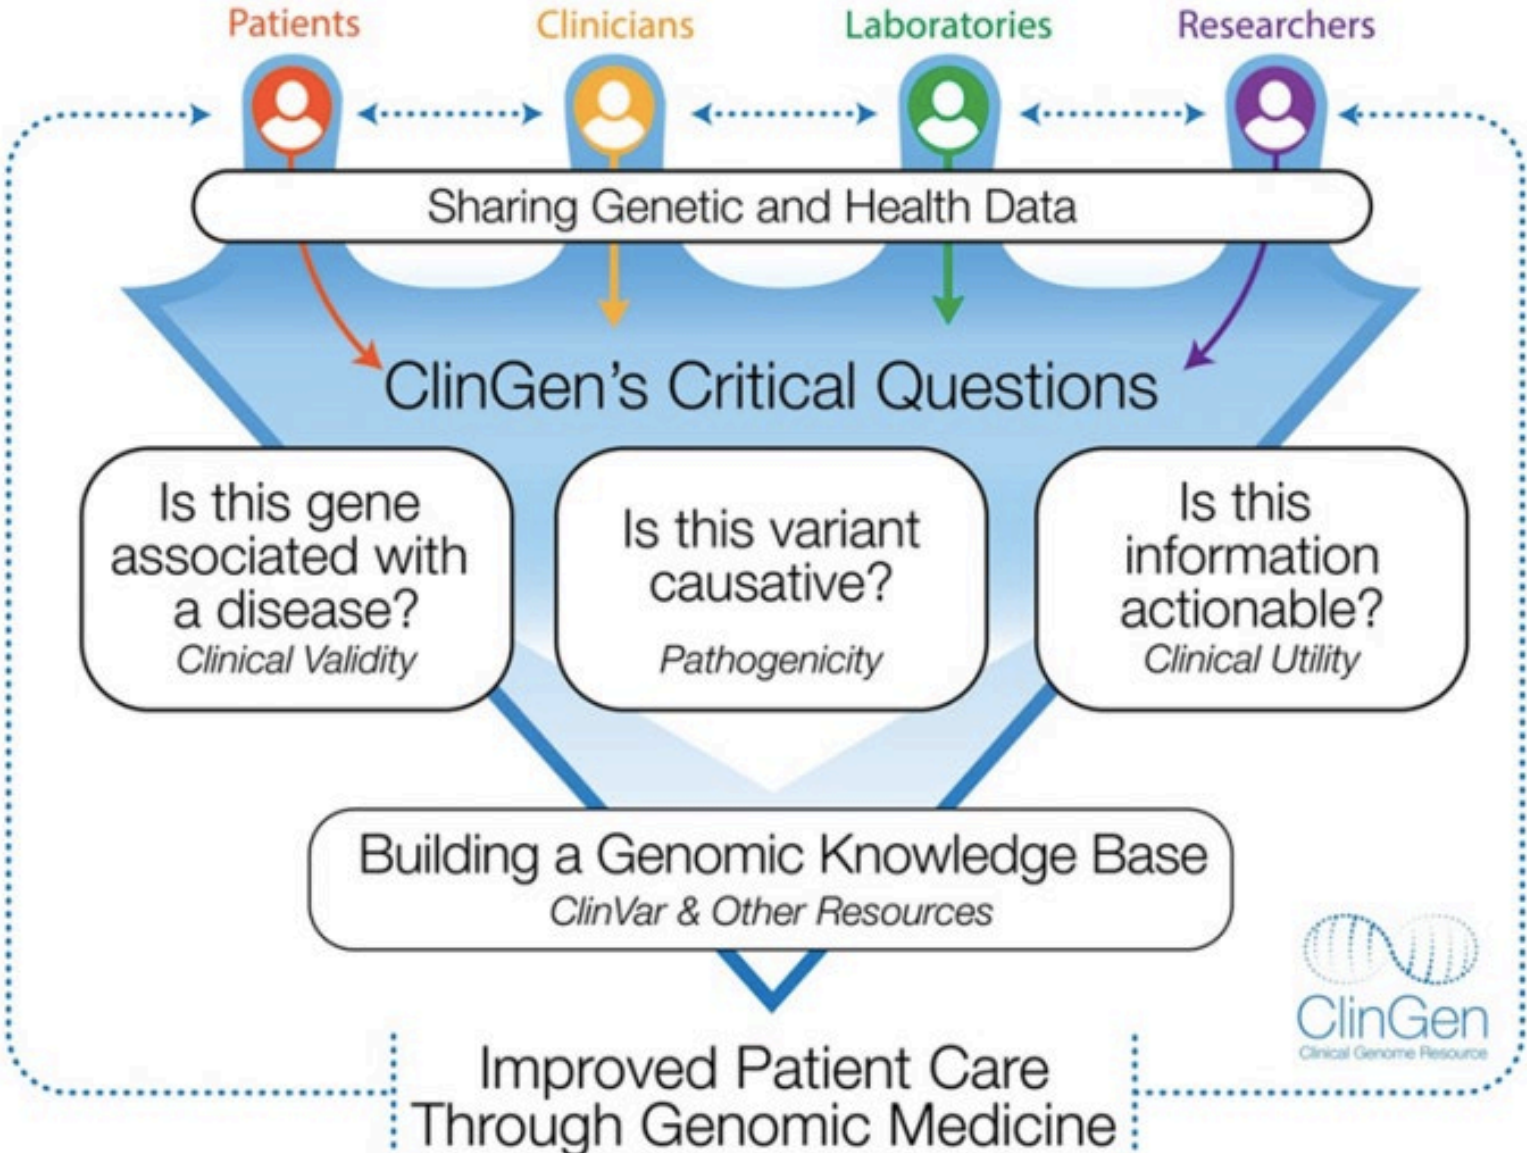 Patients Clinicians Laboratories Researchers
Sharing Genetic and Health Data
ClinGen's Critical Questions
Is this gene
associated with
a disease?
Clinical Validity
Is this variant
causative?
Pathogenicity
Is this
information
actionable?
Clinical Utility
Building a Genomic Knowledge Base
ClinVar & Other Resources
ClinGen
Clinical Genome Resource
Improved Patient Care
Through Genomic Medicine